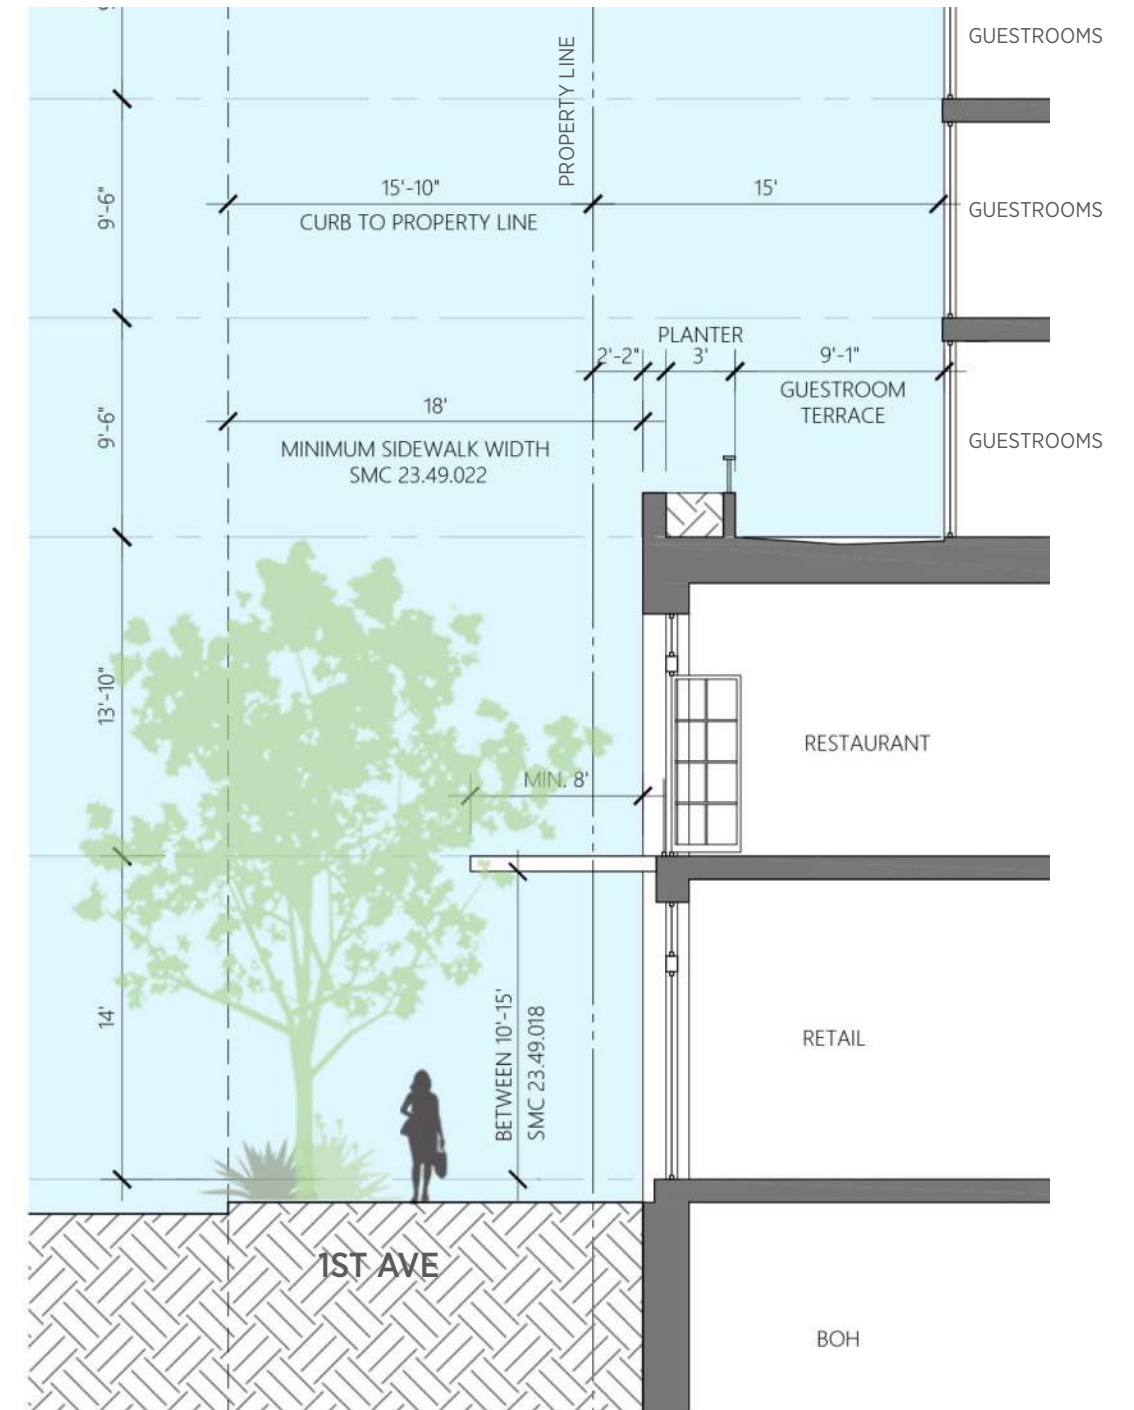 GUESTROOMS
PROPERTY LINE
15'-10"
CURB TO PROPERTY LINE
15'
9'-6"
GUESTROOMS
PLANTER
2'-2"
3'
9'-1"
GUESTROOM
TERRACE
18'
MINIMUM SIDEWALK WIDTH
SMC 23.49.022
9'-6"
GUESTROOMS
13'-10"
RESTAURANT
MIN. 8'
14'
BETWEEN 10'-15'
SMC 23.49.018
RETAIL
1ST AVE
BOH